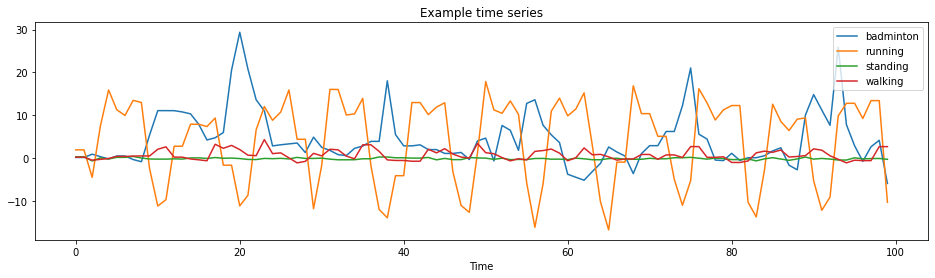 Example time series
badminton
running
standing
walking
30
20
10
0
−10
0
20
40
60
80
100
Time